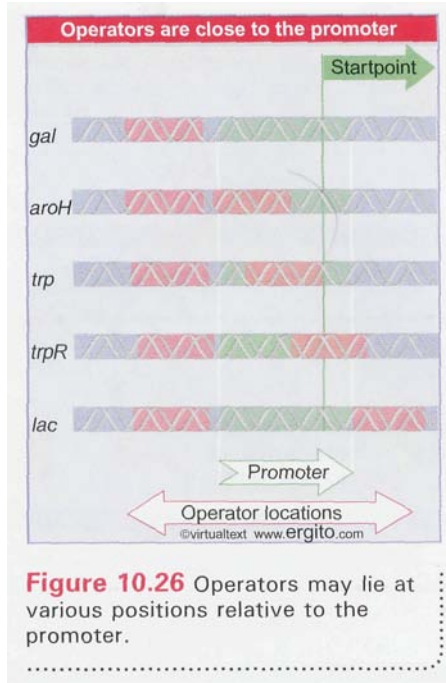 Operators are close to the promoter
Startpoint
gal
aroH
trp
trpR
lac
Promoter
Operator locations
©virtualtext www.ergito.com
Figure 10.26 Operators may lie at
various positions relative to the
promoter.